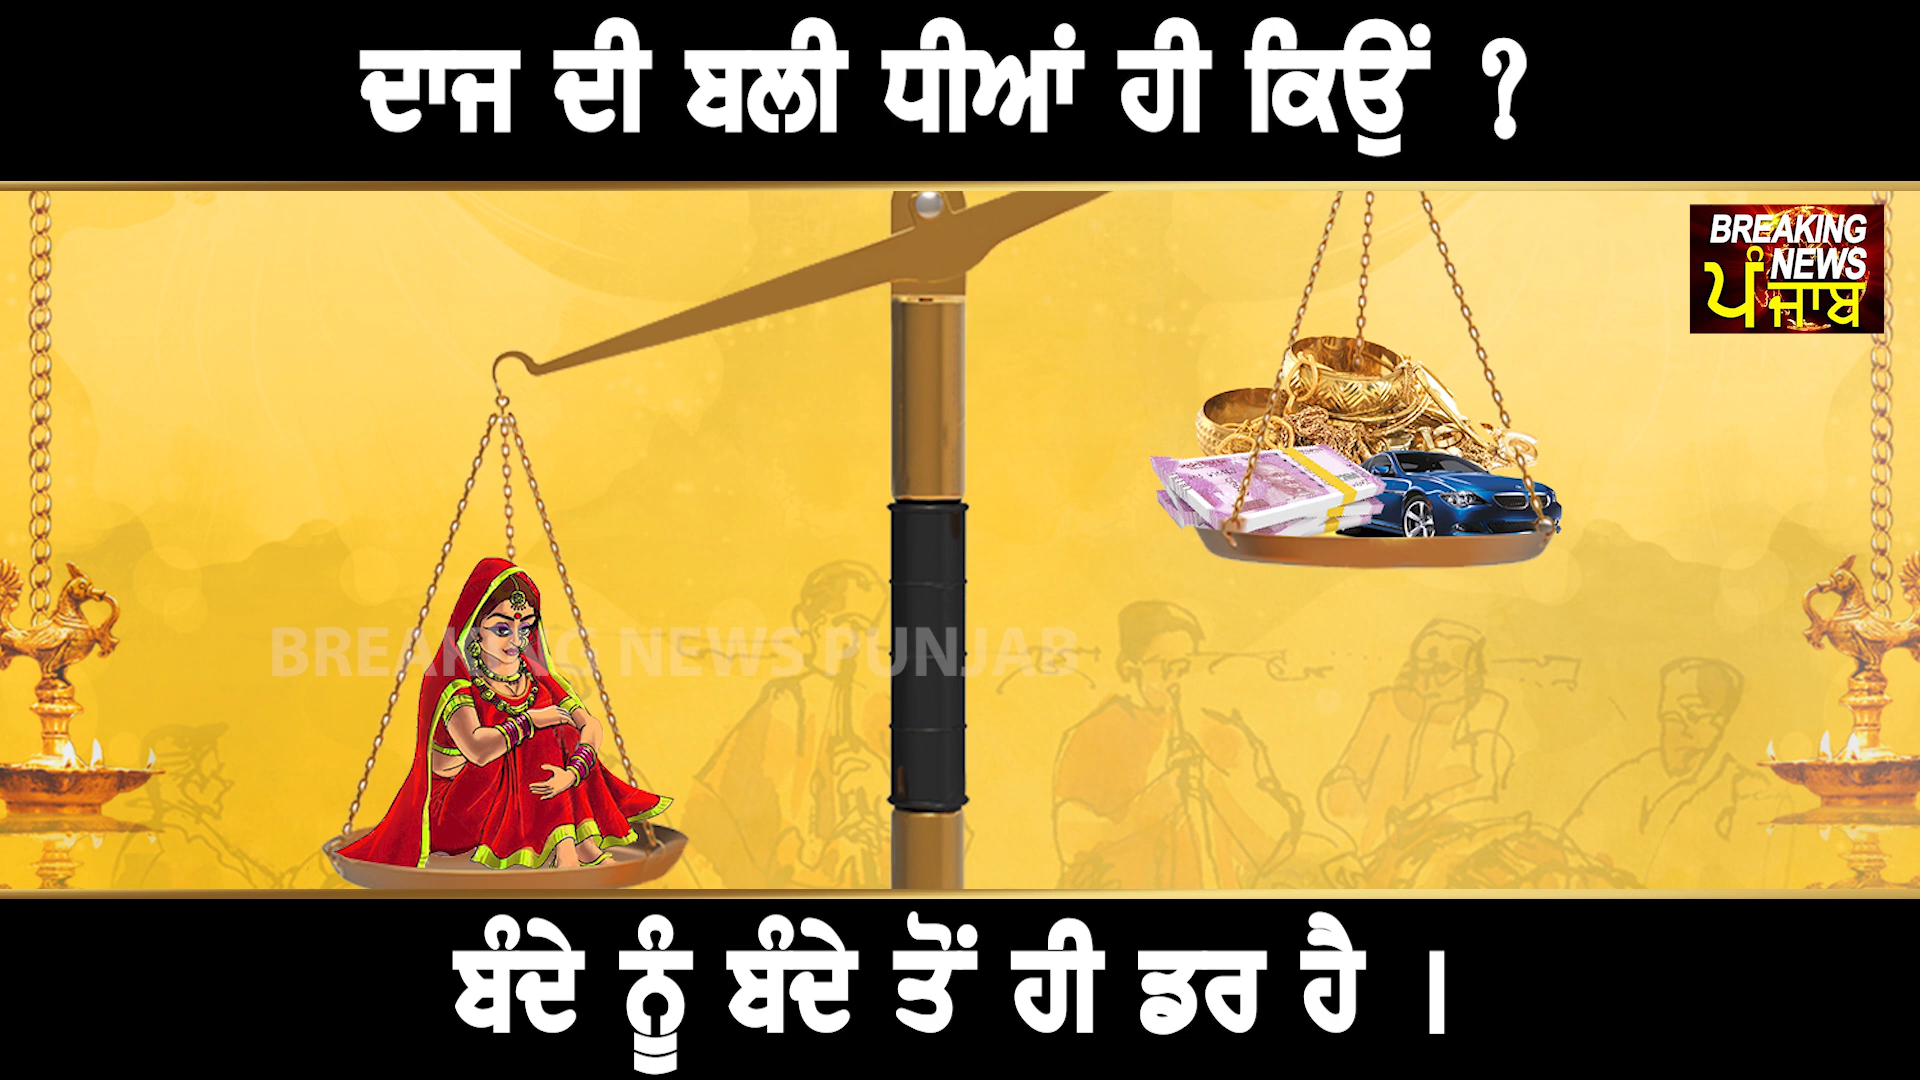 ਦਾਜ ਦੀ ਬਲੀ ਧੀਆਂ ਹੀ ਕਿਉਂ ?
BREAKING
NEWS
ਪੰਜਾਬ
BREAKING NEWS PUNJAB
ਬੰਦੇ ਨੂੰ ਬੰਦੇ ਤੋਂ ਹੀ ਡਰ ਹੈ ।